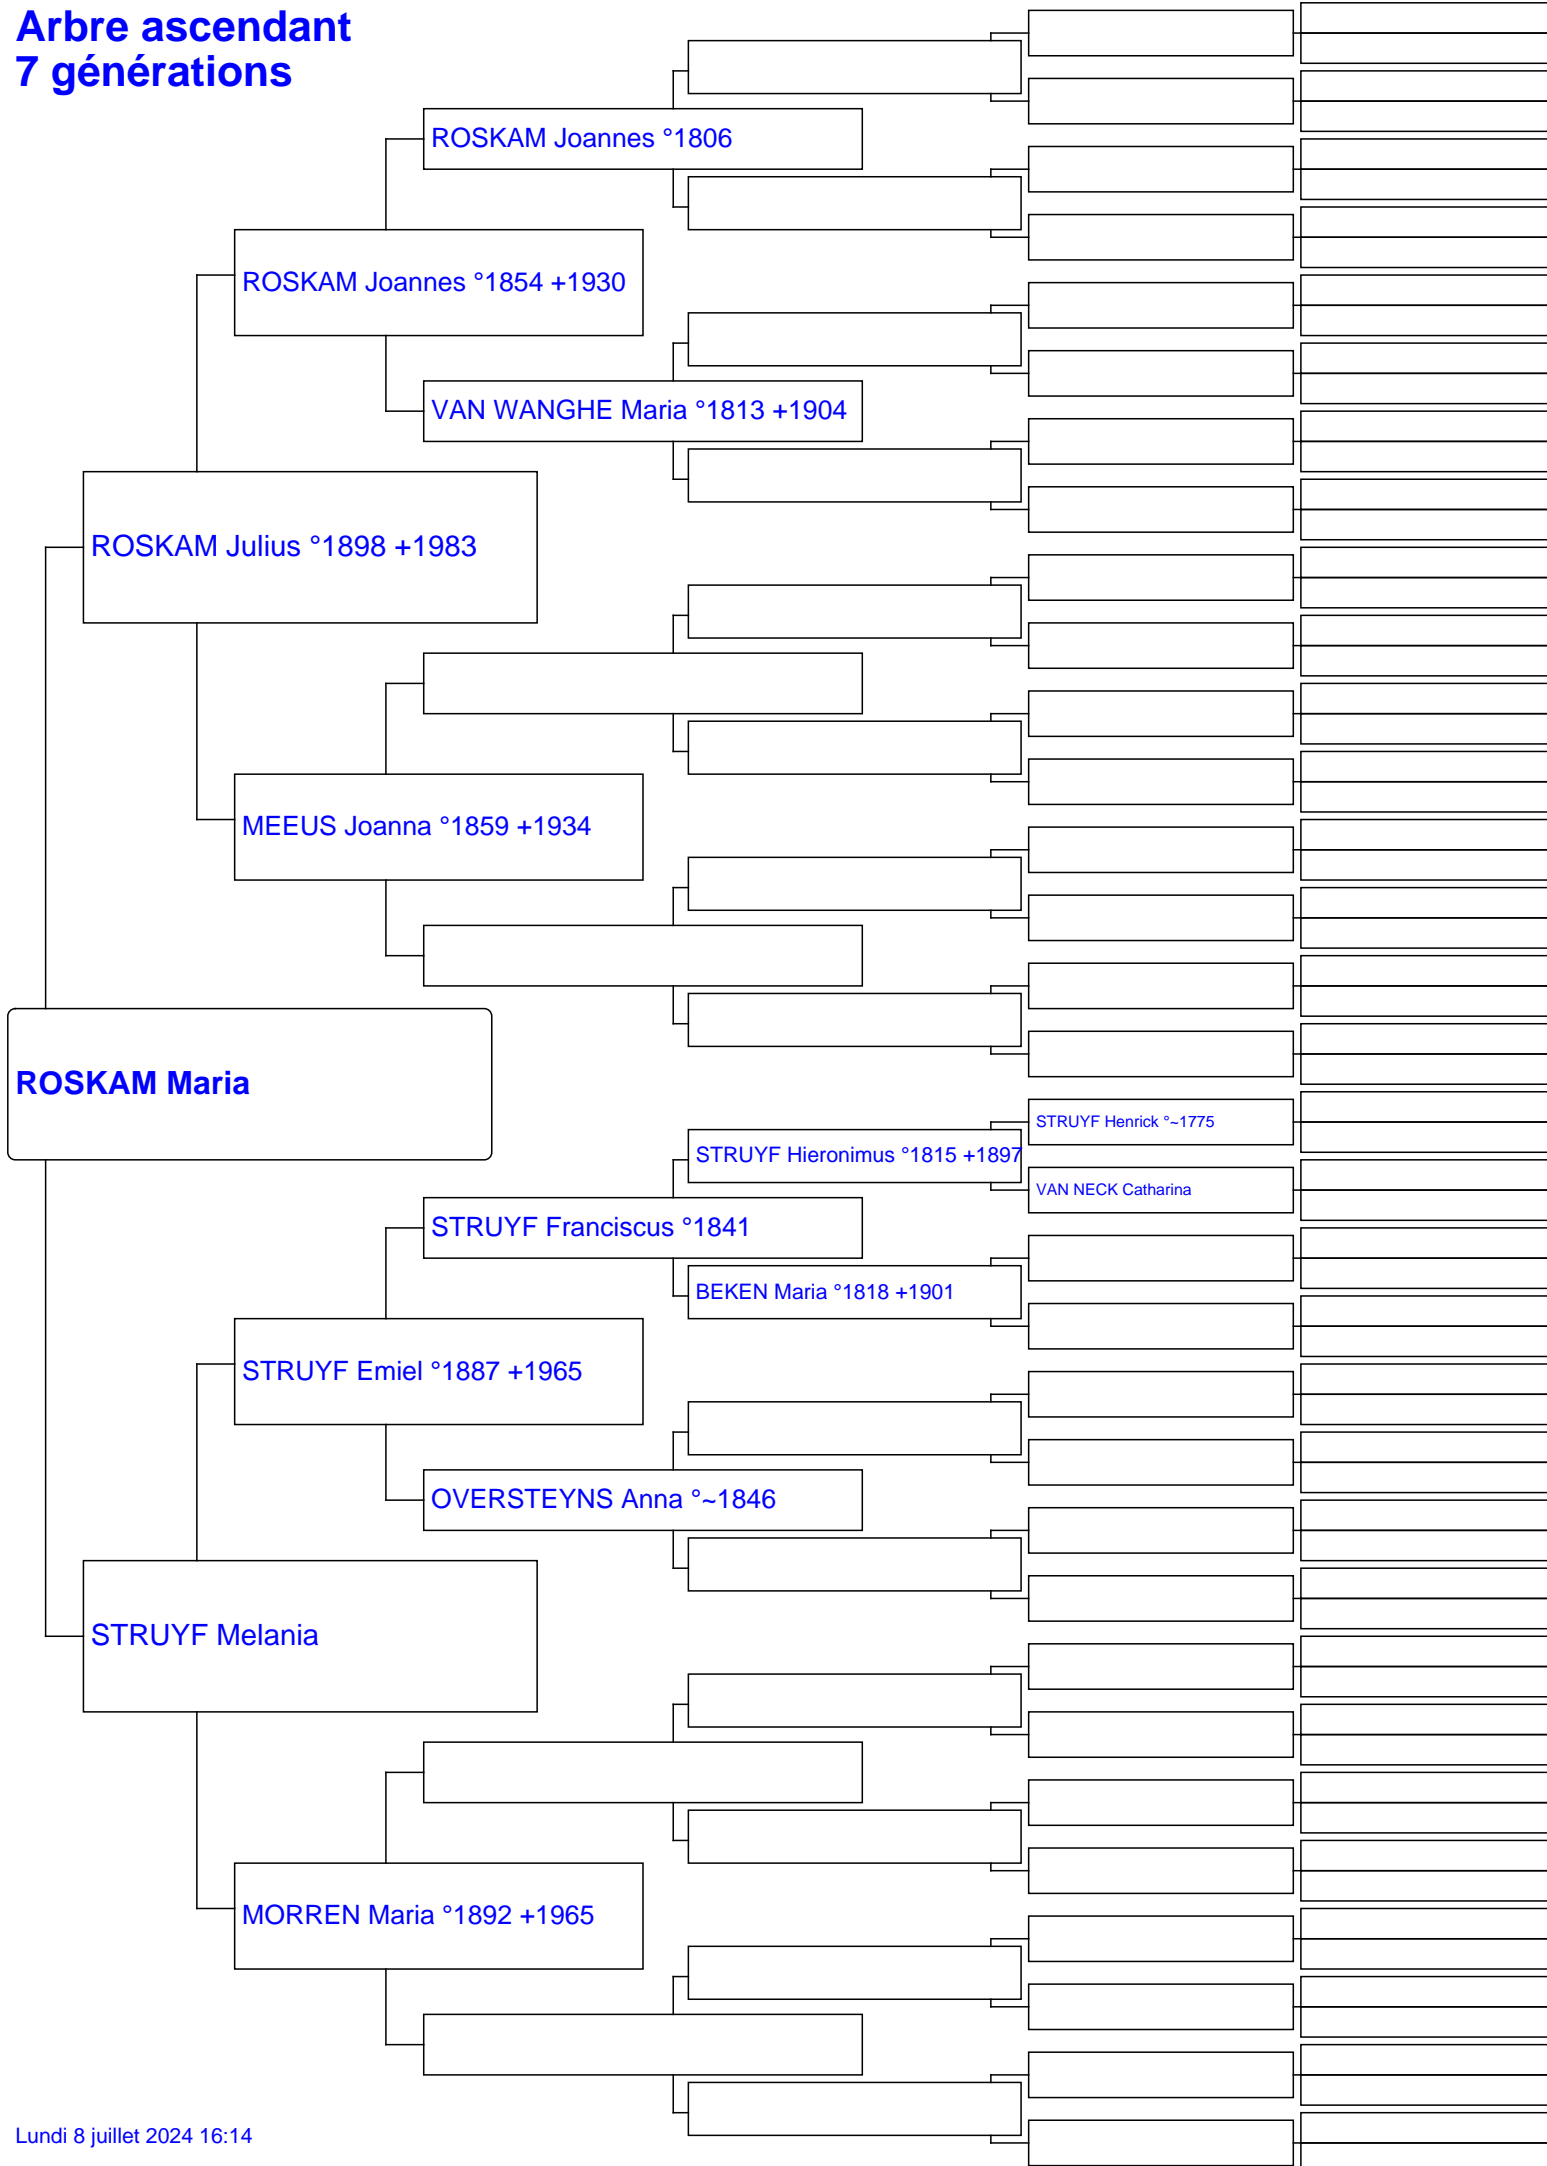 Arbre ascendant
7 générations
ROSKAM Joannes °1806
ROSKAM Joannes °1854 +1930
VAN WANGHE Maria °1813 +1904
ROSKAM Julius °1898 +1983
MEEUS Joanna °1859 +1934
ROSKAM Maria
STRUYF Henrick °~1775
STRUYF Hieronimus °1815 +1897
VAN NECK Catharina
STRUYF Franciscus °1841
BEKEN Maria °1818 +1901
STRUYF Emiel °1887 +1965
OVERSTEYNS Anna °~1846
STRUYF Melania
MORREN Maria °1892 +1965
Lundi 8 juillet 2024 16:14